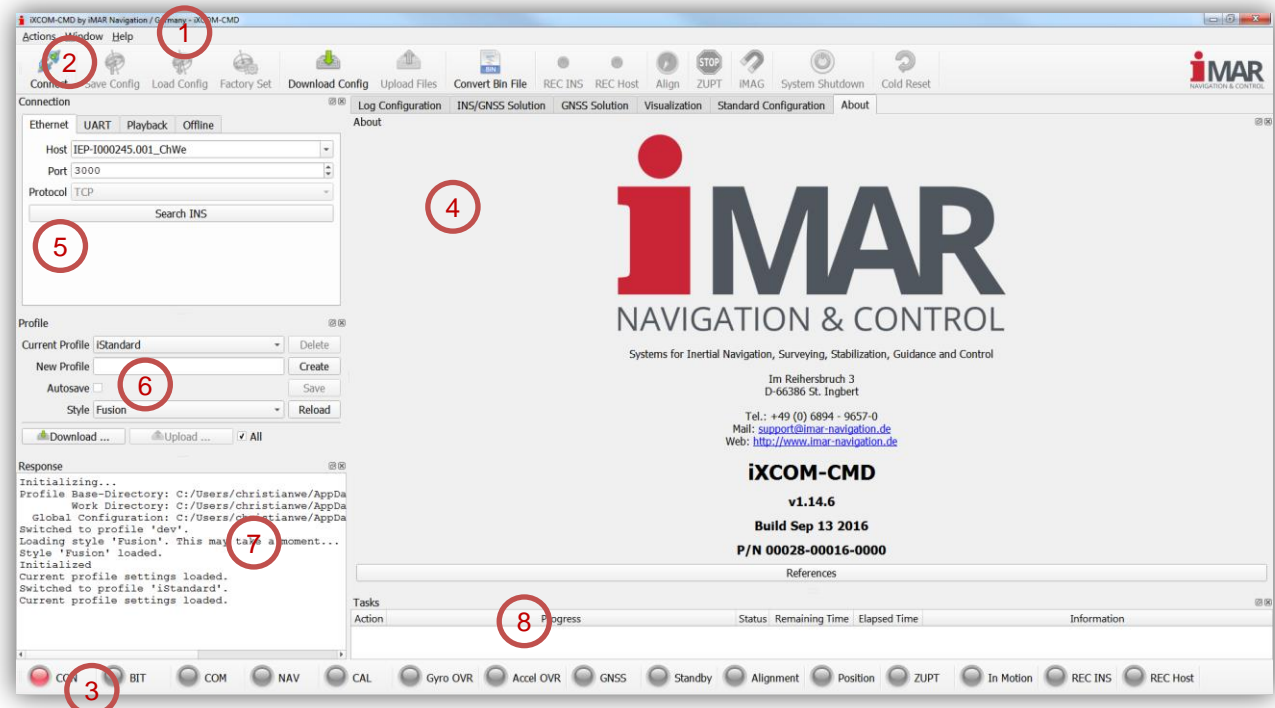 iXCOM-CMD by iMAR Navigation / Germany - iXCOM-CMD
1
Actions Window Help
2
Connect Save Config Load Config Factory Set Download Config Upload Files Convert Bin File REC INS REC Host Align ZUPT iMAG System Shutdown Cold Reset
BIN
STOP
iMAR
NAVIGATION & CONTROL
Connection
Ethernet UART Playback Offline
Host IEP-I000245.001_ChWe
Port 3000
Protocol TCP
Search INS
5
Profile
Current Profile iStandard Delete
New Profile Create
Autosave Save
6
Style Fusion Reload
Download ... Upload ... All
Response
Initializing...
Profile Base-Directory: C:/Users/christianwe/AppDa
Work Directory: C:/Users/christianwe/AppDa
Global Configuration: C:/Users/christianwe/AppDa
Switched to profile 'dev'.
Loading style 'Fusion'. This may take a moment...
Style 'Fusion' loaded.
Initialized
Current profile settings loaded.
Switched to profile 'iStandard'.
Current profile settings loaded.
7
Log Configuration INS/GNSS Solution GNSS Solution Visualization Standard Configuration About
About
4
iMAR
NAVIGATION & CONTROL
Systems for Inertial Navigation, Surveying, Stabilization, Guidance and Control
Im Reihersbruch 3
D-66386 St. Ingbert
Tel.: +49 (0) 6894 - 9657-0
Mail: support@imar-navigation.de
Web: http://www.imar-navigation.de
iXCOM-CMD
v1.14.6
Build Sep 13 2016
P/N 00028-00016-0000
References
Tasks
Action Progress Status Remaining Time Elapsed Time Information
8
CON BIT COM NAV CAL Gyro OVR Accel OVR GNSS Standby Alignment Position ZUPT In Motion REC INS REC Host
3